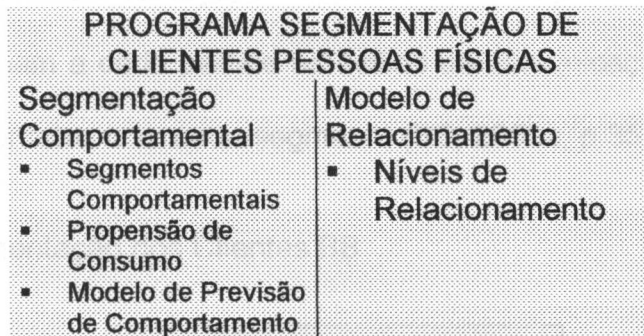 PROGRAMA SEGMENTAÇÃO DE
CLIENTES PESSOAS FÍSICAS
Segmentação
Comportamental
▪ Segmentos
Comportamentais
▪ Propensão de
Consumo
▪ Modelo de Previsão
de Comportamento
Modelo de
Relacionamento
▪ Níveis de
Relacionamento